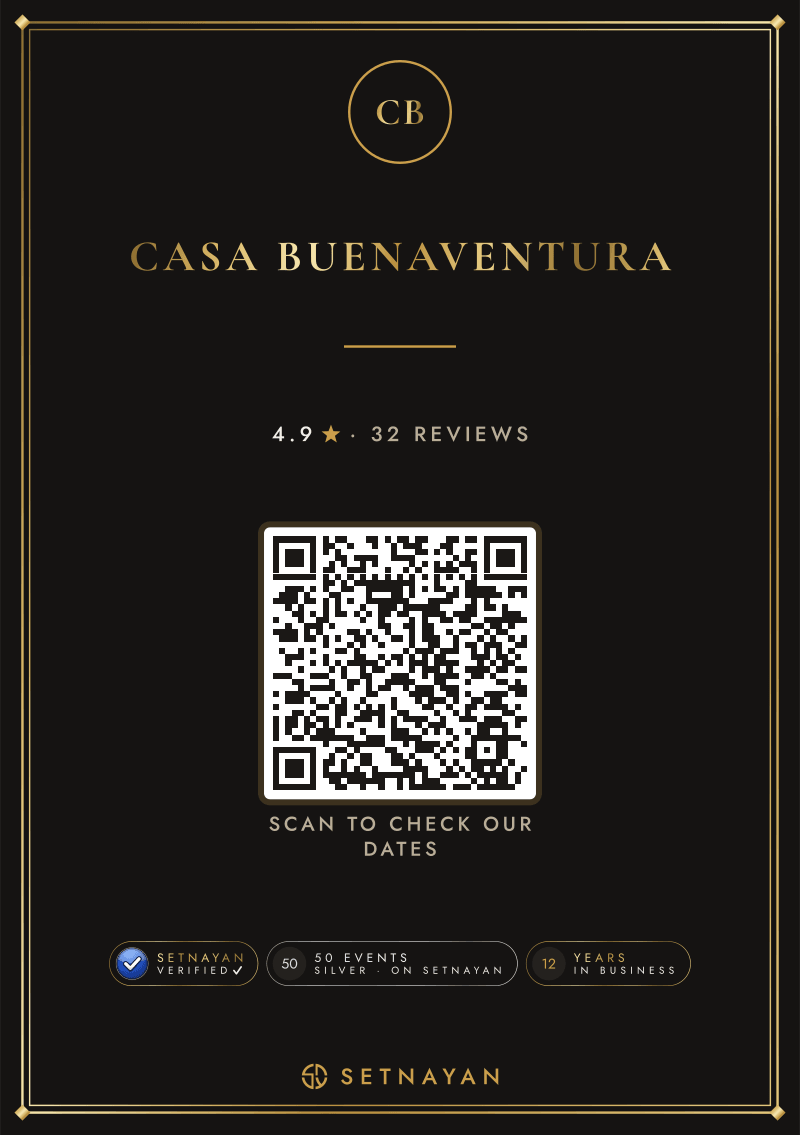 CB
CASA BUENAVENTURA
4.9 ★ · 32 REVIEWS
SCAN TO CHECK OUR
DATES
SETNAYAN
VERIFIED ✓
50
50 EVENTS
SILVER · ON SETNAYAN
12
YEARS
IN BUSINESS
SETNAYAN